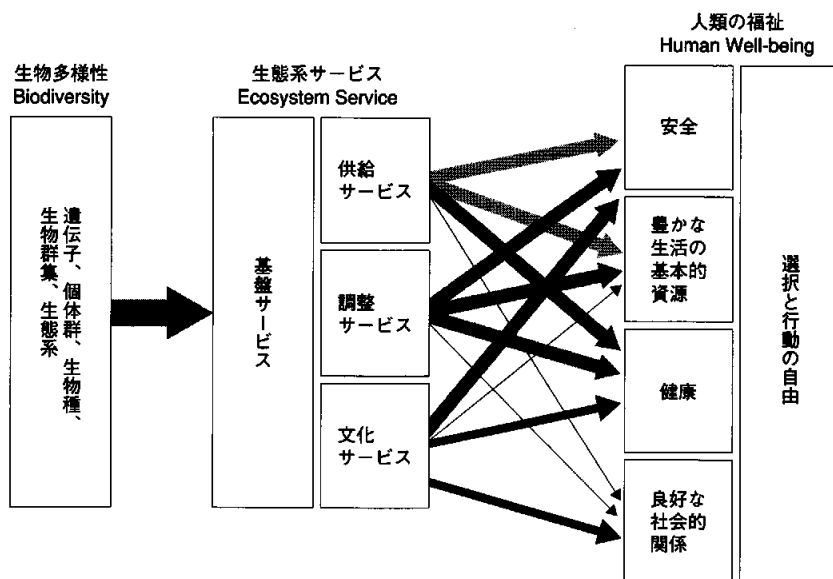 生物多様性
Biodiversity
遺伝子、個体群、生物種、
生物群集、生態系
生態系サービス
Ecosystem Service
基盤サービス
供給
サービス
調整
サービス
文化
サービス
人類の福祉
Human Well-being
安全
豊かな
生活の
基本的
資源
健康
良好な
社会的
関係
選択と行動の自由